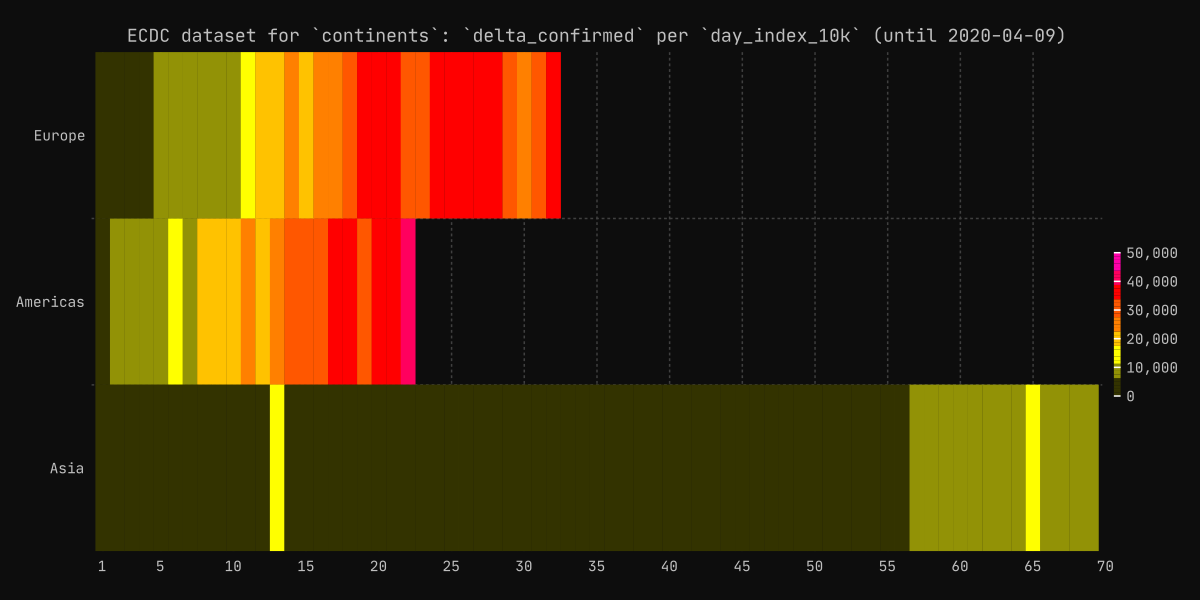 ECDC dataset for `continents`: `delta_confirmed` per `day_index_10k` (until 2020-04-09)
Europe
Americas
Asia
50,000
40,000
30,000
20,000
10,000
0
1 5 10 15 20 25 30 35 40 45 50 55 60 65 70